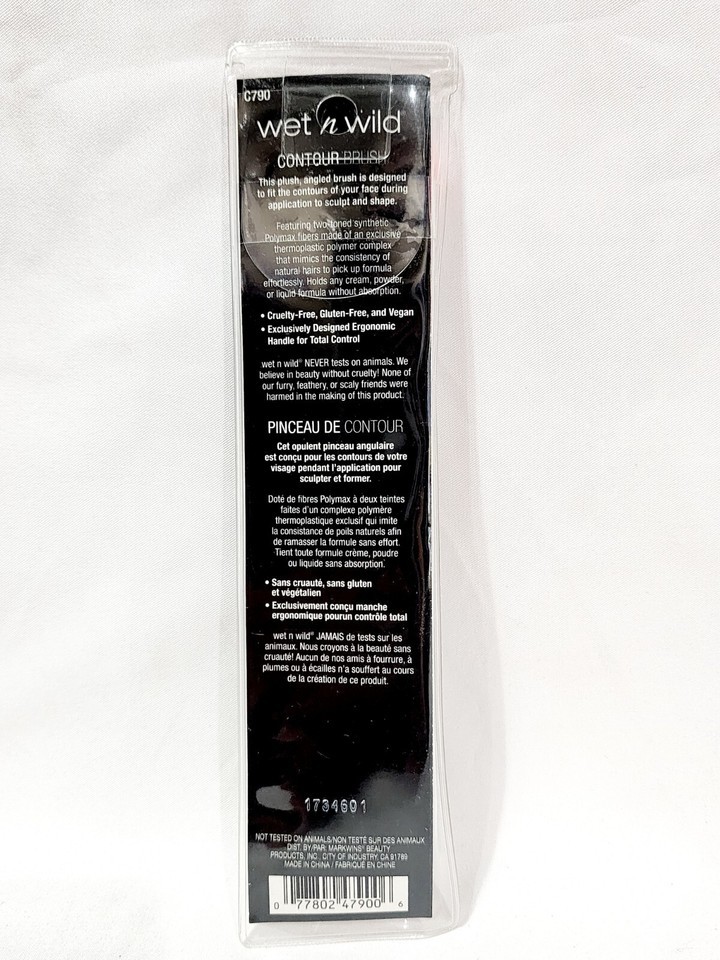 C790
wet n wild
CONTOUR BRUSH
This plush, angled brush is designed
to fit the contours of your face during
application to sculpt and shape.
Featuring two-toned synthetic
Polymax fibers made of an exclusive
thermoplastic polymer complex
that mimics the consistency of
natural hairs to pick up formula
effortlessly. Holds any cream, powder,
or liquid formula without absorption.
• Cruelty-Free, Gluten-Free, and Vegan
• Exclusively Designed Ergonomic
Handle for Total Control
wet n wild® NEVER tests on animals. We
believe in beauty without cruelty! None of
our furry, feathery, or scaly friends were
harmed in the making of this product.
PINCEAU DE CONTOUR
Cet opulent pinceau angulaire
est conçu pour les contours de votre
visage pendant l'application pour
sculpter et former.
Doté de fibres Polymax à deux teintes
faites d'un complexe polymère
thermoplastique exclusif qui imite
la consistance de poils naturels afin
de ramasser la formule sans effort.
Tient toute formule crème, poudre
ou liquide sans absorption.
• Sans cruauté, sans gluten
et végétalien
• Exclusivement conçu manche
ergonomique pourun contrôle total
wet n wild® JAMAIS de tests sur les
animaux. Nous croyons à la beauté sans
cruauté! Aucun de nos amis à fourrure, à
plumes ou à écailles n'a souffert au cours
de la création de ce produit.
1734691
NOT TESTED ON ANIMALS/NON TESTÉ SUR DES ANIMAUX
DIST. BY/PAR: MARKWINS® BEAUTY
PRODUCTS, INC. CITY OF INDUSTRY, CA 91789
MADE IN CHINA / FABRIQUÉ EN CHINE
0 77802 47900 6